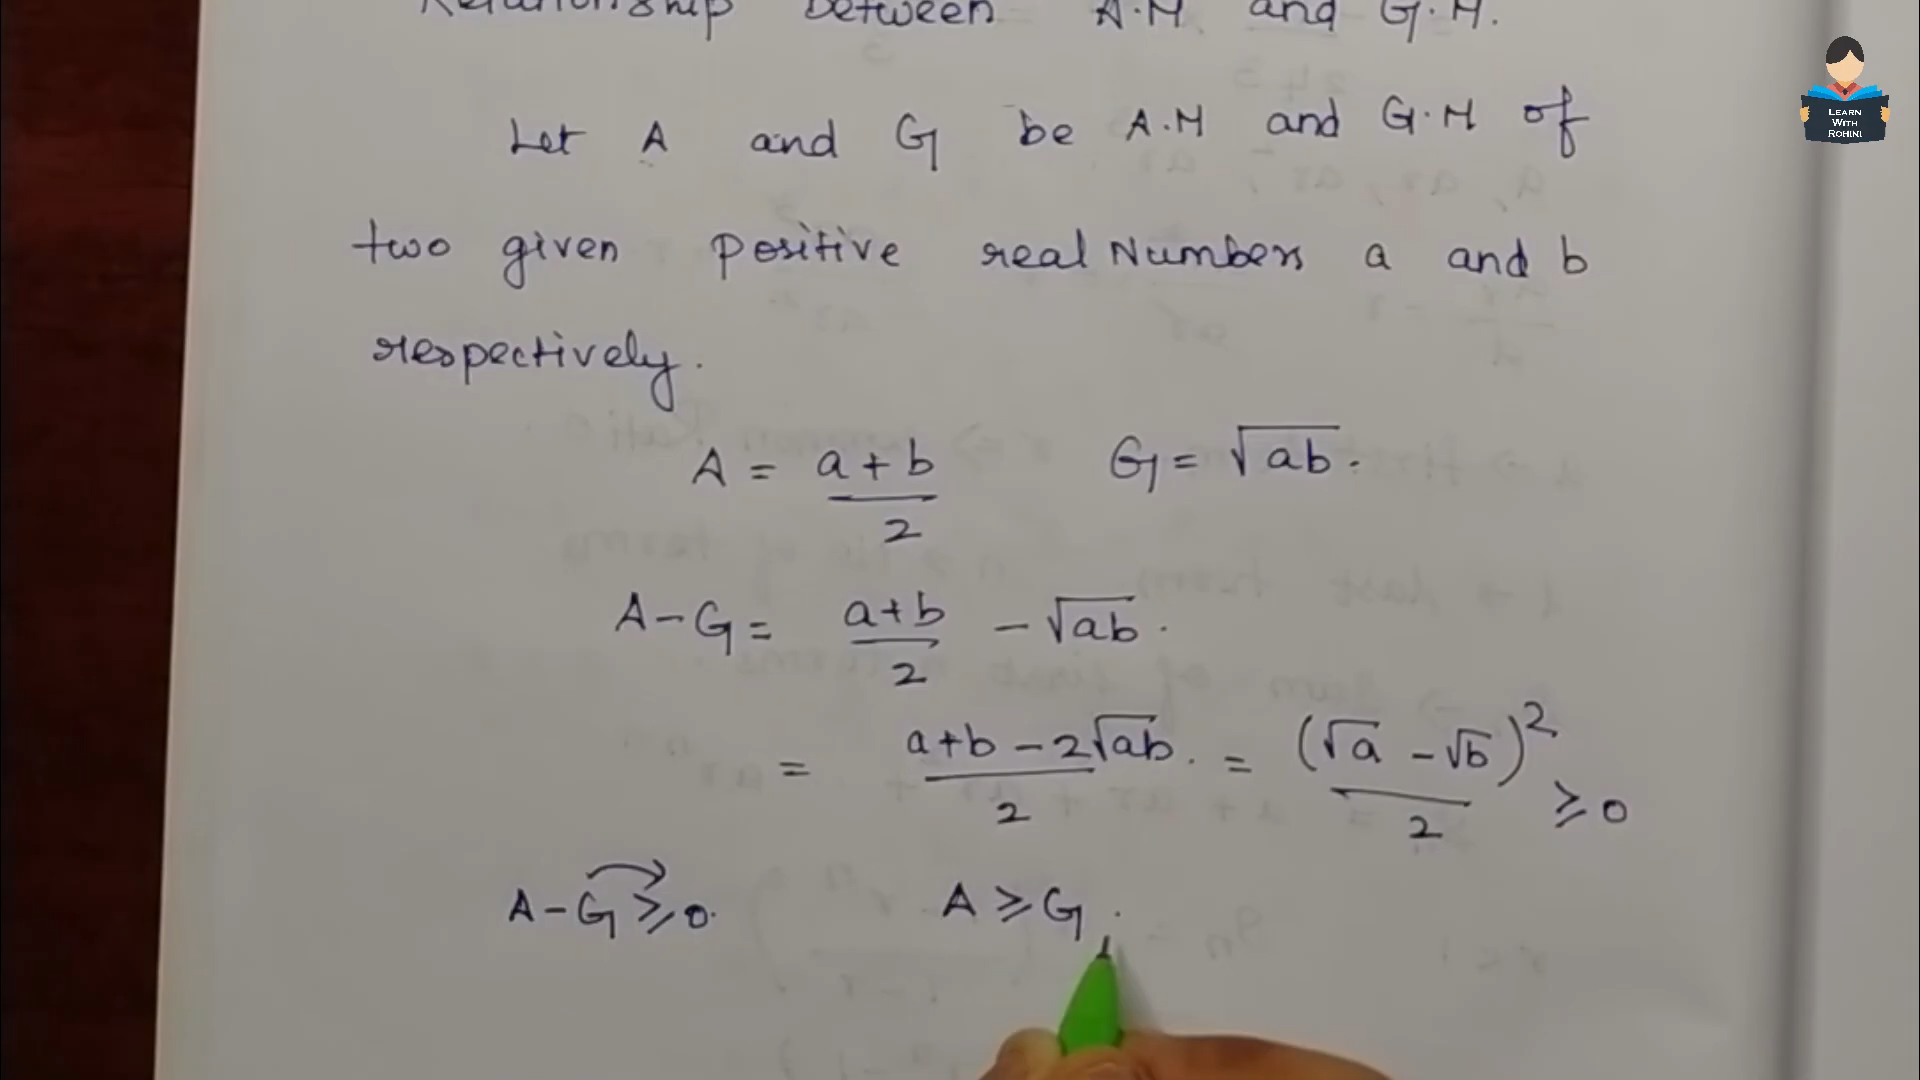 Relationship between A.M and G.M.
LEARN
WITH
ROHINI
Let A and G be A.M and G.M of
two given positive real Numbers a and b
respectively.
A = a+b/2 G = √ab.
A-G = a+b/2 - √ab.
= a+b-2√ab/2. = (√a - √b)²/2 ≥ 0
A-G ≥ 0. A ≥ G.